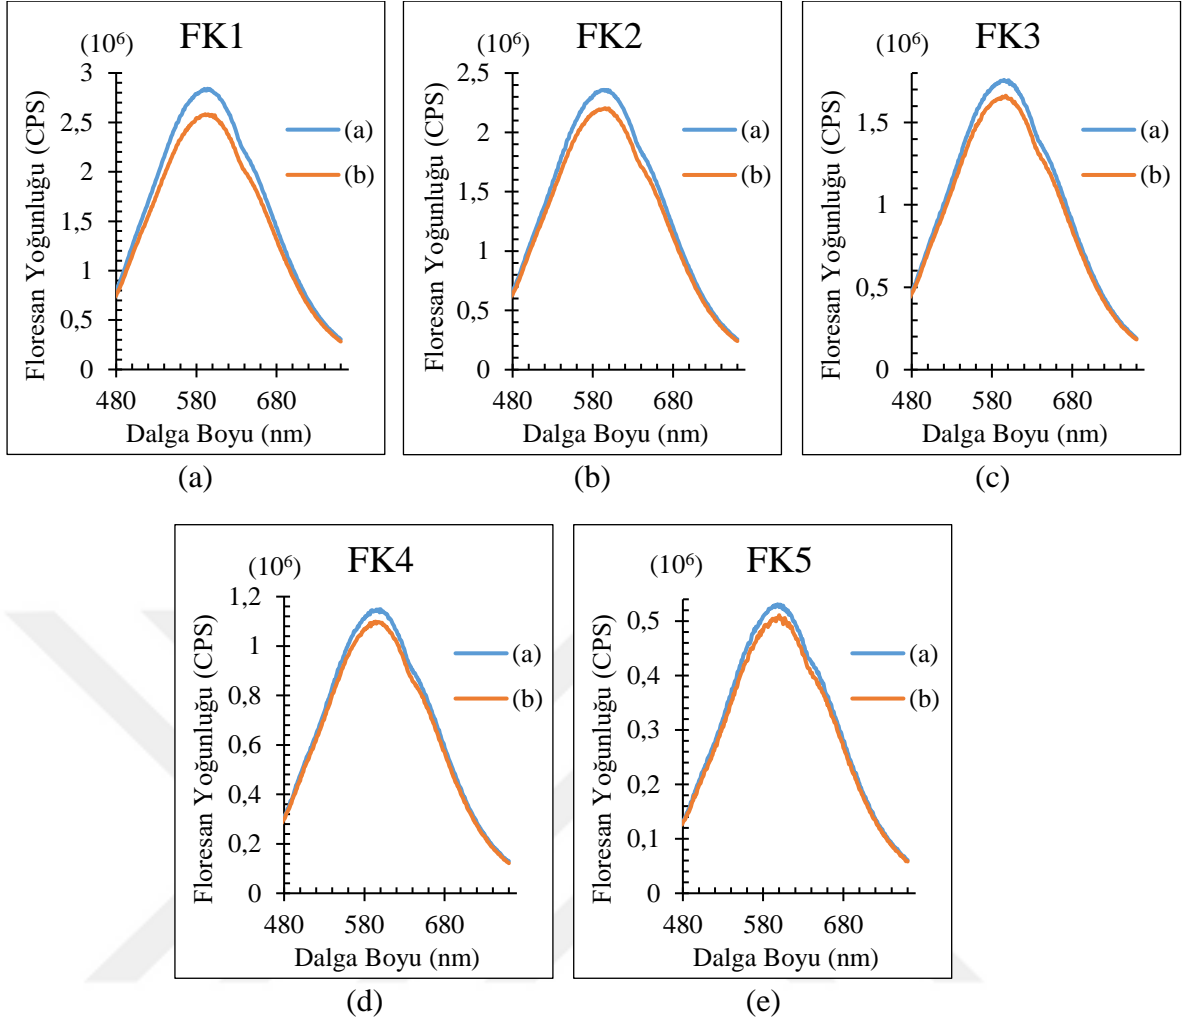 FK1
(10⁶)
Floresan Yoğunluğu (CPS)
3
2,5
2
1,5
1
0,5
0
480 580 680
Dalga Boyu (nm)
(a)
(b)
(a)
FK2
(10⁶)
Floresan Yoğunluğu (CPS)
2,5
2
1,5
1
0,5
0
480 580 680
Dalga Boyu (nm)
(a)
(b)
(b)
FK3
(10⁶)
Floresan Yoğunluğu (CPS)
1,5
1
0,5
0
480 580 680
Dalga Boyu (nm)
(a)
(b)
(c)
FK4
(10⁶)
Floresan Yoğunluğu (CPS)
1,2
1
0,8
0,6
0,4
0,2
0
480 580 680
Dalga Boyu (nm)
(a)
(b)
(d)
FK5
(10⁶)
Floresan Yoğunluğu (CPS)
0,5
0,4
0,3
0,2
0,1
0
480 580 680
Dalga Boyu (nm)
(a)
(b)
(e)